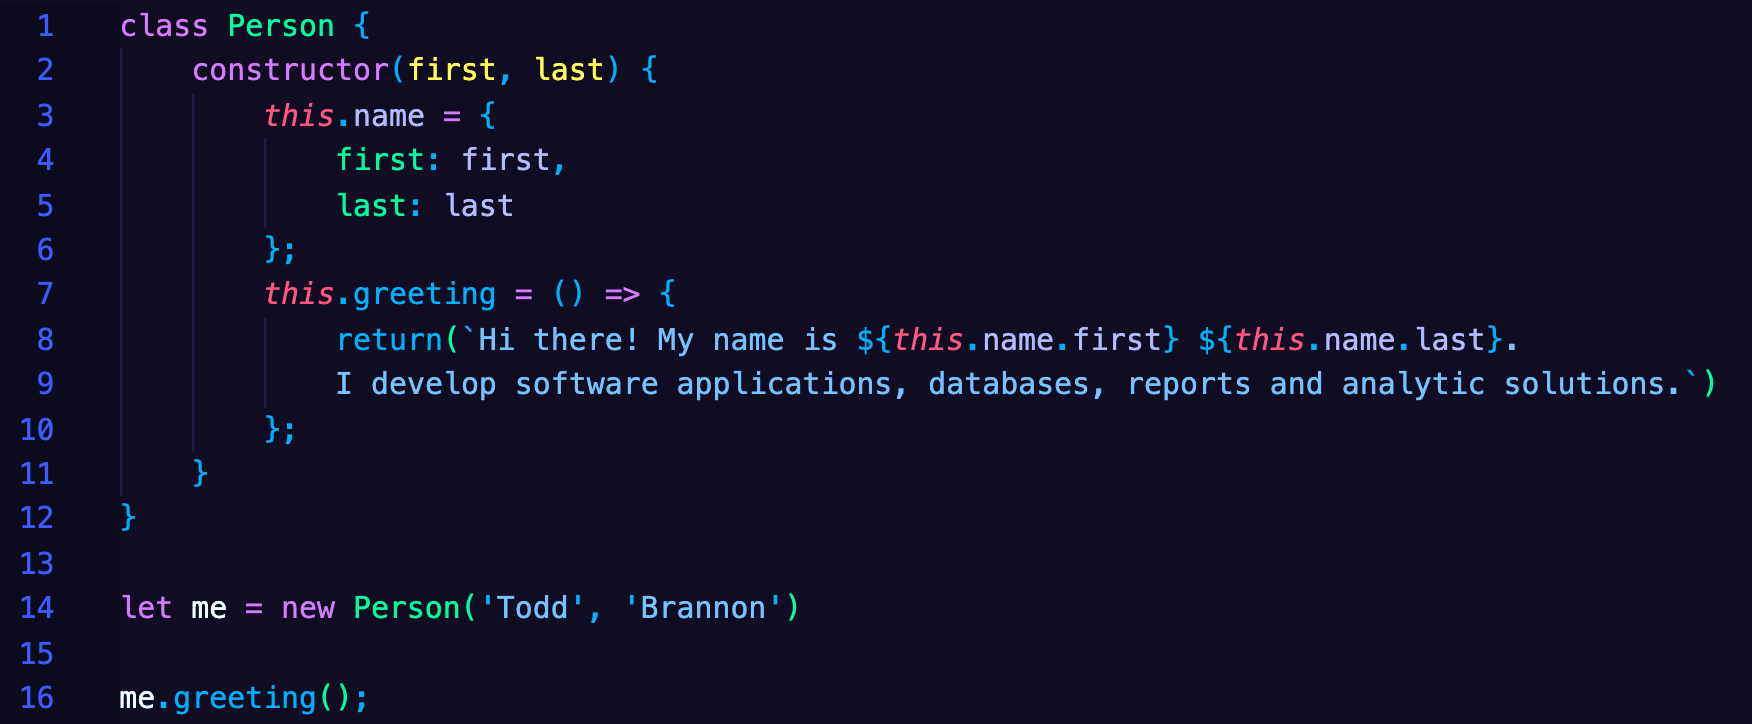 1 class Person {
2     constructor(first, last) {
3         this.name = {
4             first: first,
5             last: last
6         };
7         this.greeting = () => {
8             return(`Hi there! My name is ${this.name.first} ${this.name.last}.
9             I develop software applications, databases, reports and analytic solutions.`)
10         };
11     }
12 }
13
14 let me = new Person('Todd', 'Brannon')
15
16 me.greeting();